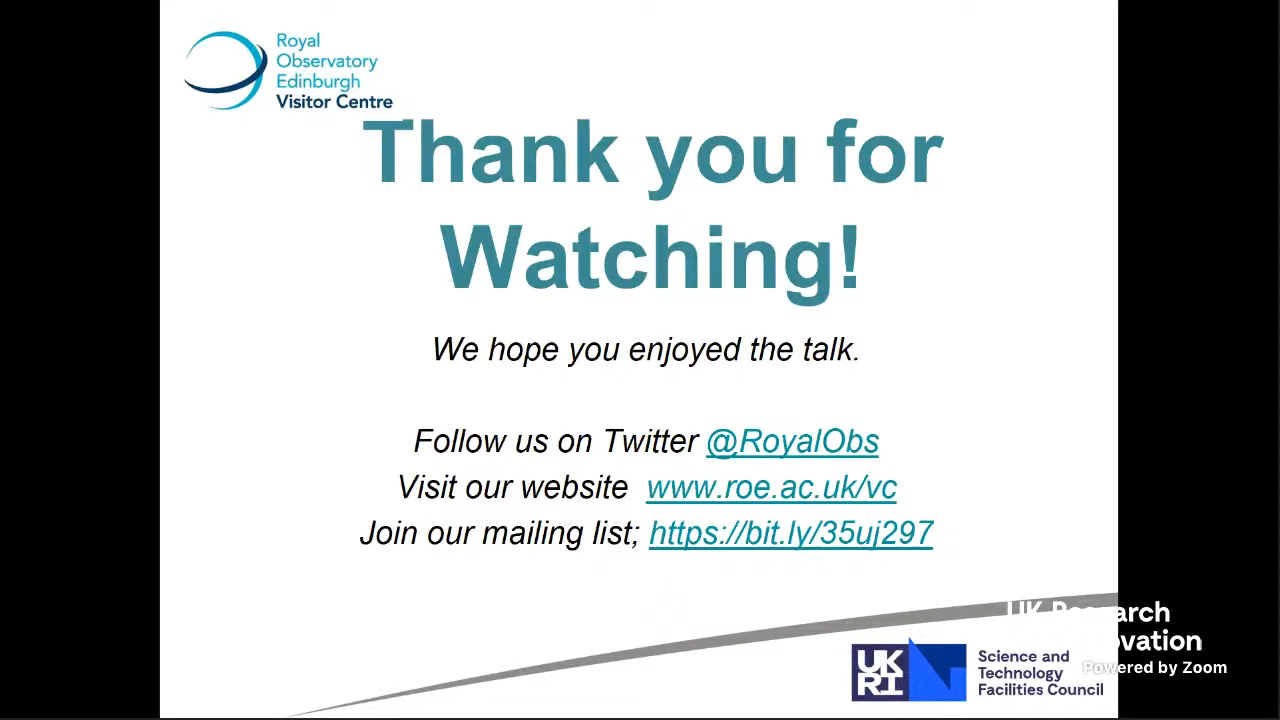 Royal
Observatory
Edinburgh
Visitor Centre
Thank you for
Watching!
We hope you enjoyed the talk.
Follow us on Twitter @RoyalObs
Visit our website www.roe.ac.uk/vc
Join our mailing list; https://bit.ly/35uj297
UK Research
Powered by Zoom
UK
RI
Science and
Technology
Facilities Council